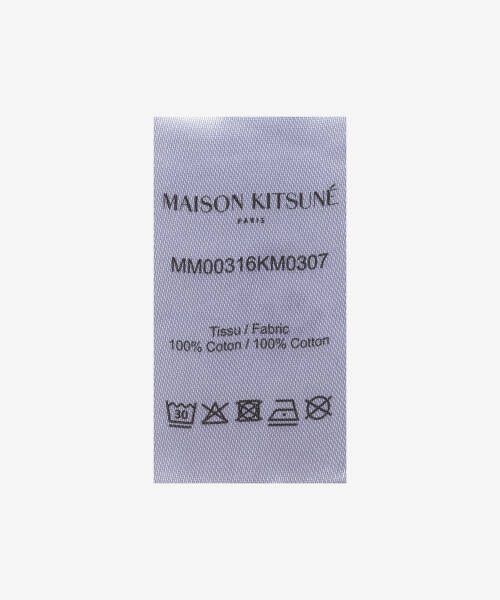 MAISON KITSUNÉ
PARIS
MM00316KM0307
Tissu / Fabric
100% Coton / 100% Cotton
30